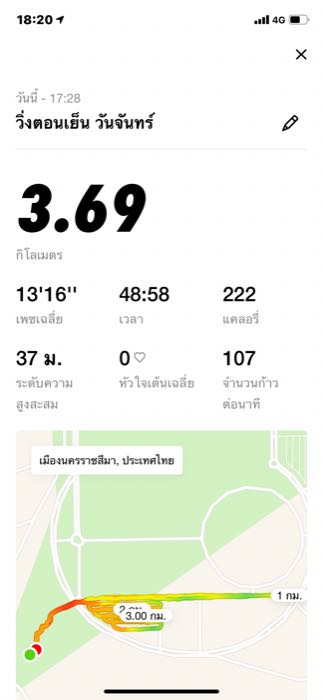 18:20
4G
วันนี้ - 17:28
วิ่งตอนเย็น วันจันทร์
3.69
กิโลเมตร
13'16" 48:58 222
เพซเฉลี่ย เวลา แคลอรี่
37 ม. 0 107
ระดับความ หัวใจเต้นเฉลี่ย จำนวนก้าว
สูงสะสม ต่อนาที
เมืองนครราชสีมา, ประเทศไทย
1 กม.
3.00 กม.